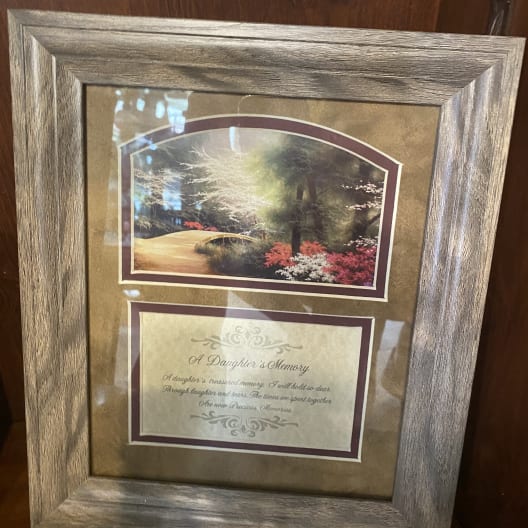 A Daughter's Memory
A daughter's treasured memory, I will hold so dear.
Through laughter and tears, The times we spent together
Are now Precious Memories